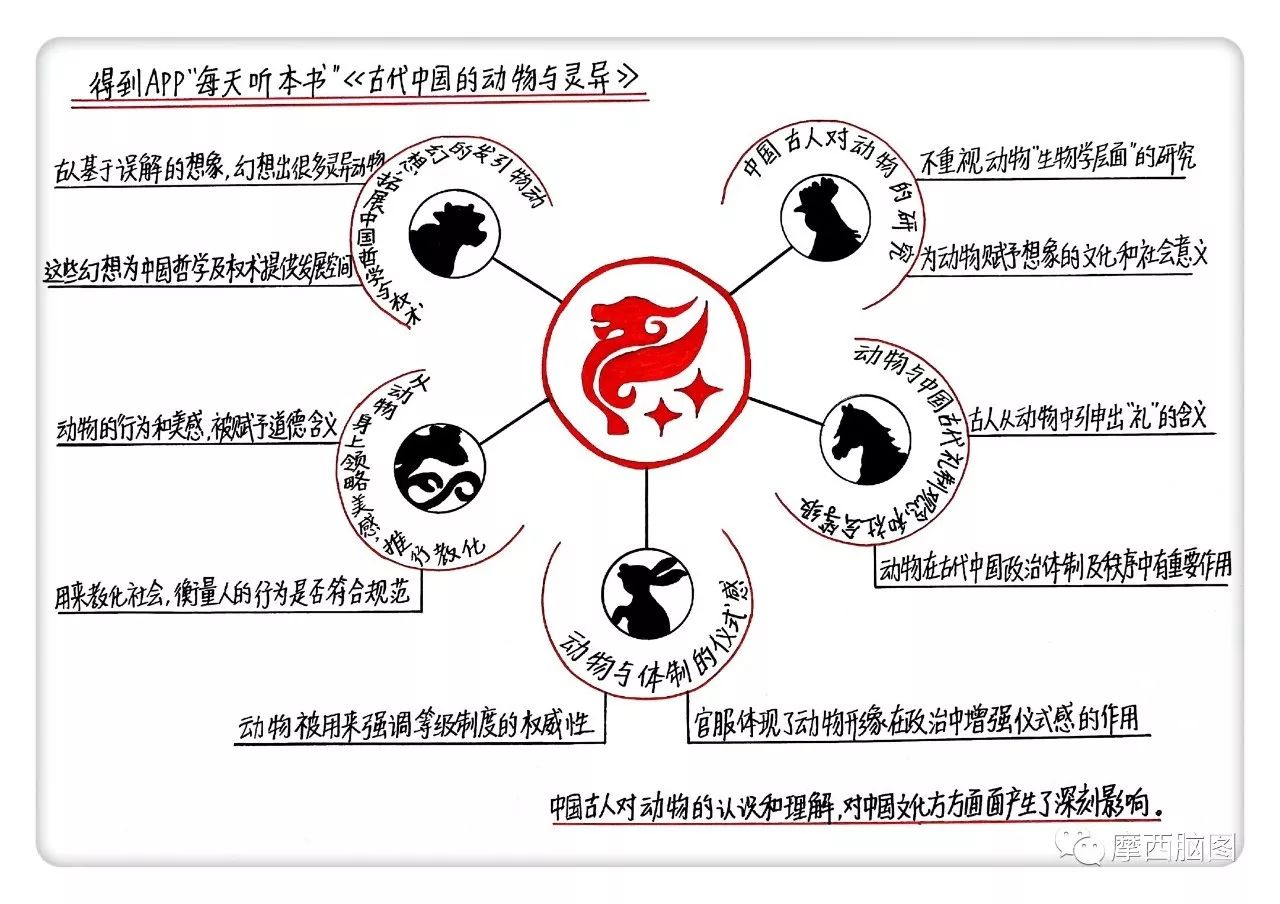 得到APP"每天听本书"《古代中国的动物与灵异》
中国古人对动物的研究
不重视动物"生物学层面"的研究
为动物赋予想象的文化和社会意义
动物与中国古代礼制观念和社会等级
古人从动物中引申出"礼"的含义
动物在古代中国政治体制及秩序中有重要作用
动物与体制的仪式感
官服体现了动物形象在政治中增强仪式感的作用
动物被用来强调等级制度的权威性
动物身上领略美感,推行教化
动物的行为和美感,被赋予道德含义
用来教化社会,衡量人的行为是否符合规范
动物引发的幻想,拓展中国哲学与权术
古人基于误解的想象,幻想出很多灵异动物
这些幻想为中国哲学及权术提供发展空间
中国古人对动物的认识和理解,对中国文化方方面面产生了深刻影响。
摩西脑图